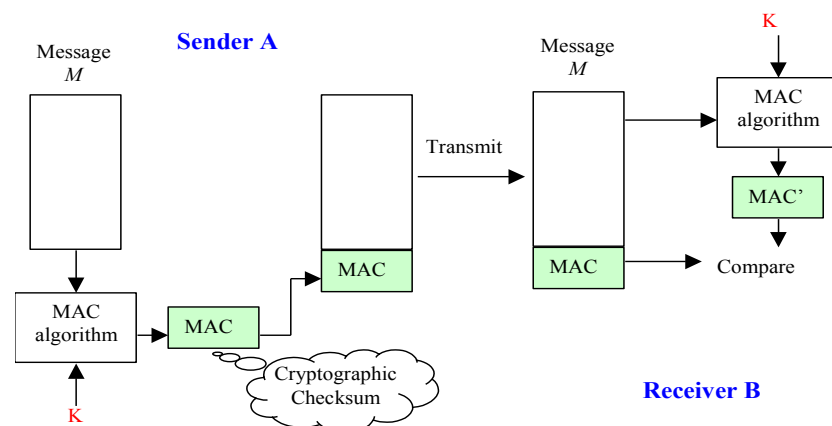 Sender A
Message
M
MAC
algorithm
K
MAC
Cryptographic
Checksum
MAC
Transmit
Message
M
MAC
K
MAC
algorithm
MAC’
Compare
Receiver B